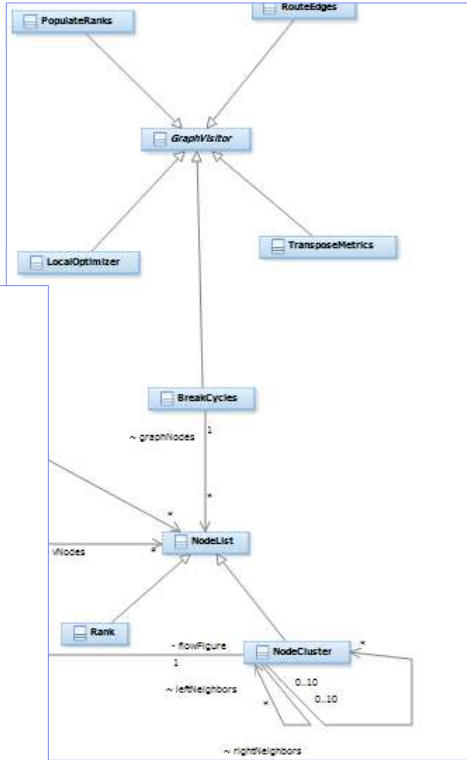 PopulateRanks
RouteEdges
GraphVisitor
LocalOptimizer
TransposeMetrics
BreakCycles
~ graphNodes
1
*
*
NodeList
*
Rank
- flowFigure
1
NodeCluster
*
0..10
0..10
~ leftNeighbors
*
~ rightNeighbors